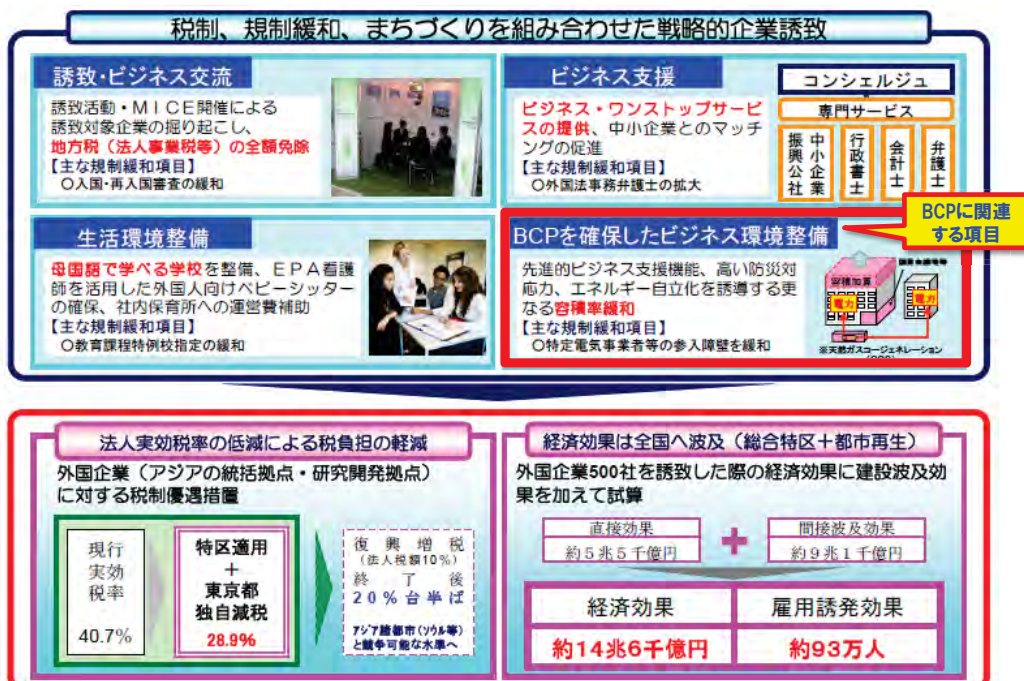 税制、規制緩和、まちづくりを組み合わせた戦略的企業誘致
誘致・ビジネス交流
誘致活動・ＭＩＣＥ開催による
誘致対象企業の掘り起こし、
地方税（法人事業税等）の全額免除
【主な規制緩和項目】
○入国・再入国審査の緩和
ビジネス支援
ビジネス・ワンストップサービ
スの提供、中小企業とのマッチ
ングの促進
【主な規制緩和項目】
○外国法事務弁護士の拡大
コンシェルジュ
専門サービス
中小企業
振興公社
行政書士
会計士
弁護士
BCPに関連
する項目
生活環境整備
母国語で学べる学校を整備、ＥＰＡ看護
師を活用した外国人向けベビーシッター
の確保、社内保育所への運営費補助
【主な規制緩和項目】
○教育課程特例校指定の緩和
BCPを確保したビジネス環境整備
先進的ビジネス支援機能、高い防災対
応力、エネルギー自立化を誘導する更
なる容積率緩和
【主な規制緩和項目】
○特定電気事業者等の参入障壁を緩和
容積加算
電力
電力
※天然ガスコージェネレーション
法人実効税率の低減による税負担の軽減
外国企業（アジアの統括拠点・研究開発拠点）
に対する税制優遇措置
現行
実効
税率
40.7%
特区適用
＋
東京都
独自減税
28.9%
復興増税
（法人税額10%）
終了後
20％台半ば
アジア諸都市（ソウル等）
と競争可能な水準へ
経済効果は全国へ波及（総合特区＋都市再生）
外国企業500社を誘致した際の経済効果に建設波及効
果を加えて試算
直接効果
約５兆５千億円
＋
間接波及効果
約９兆１千億円
経済効果
約14兆6千億円
雇用誘発効果
約93万人